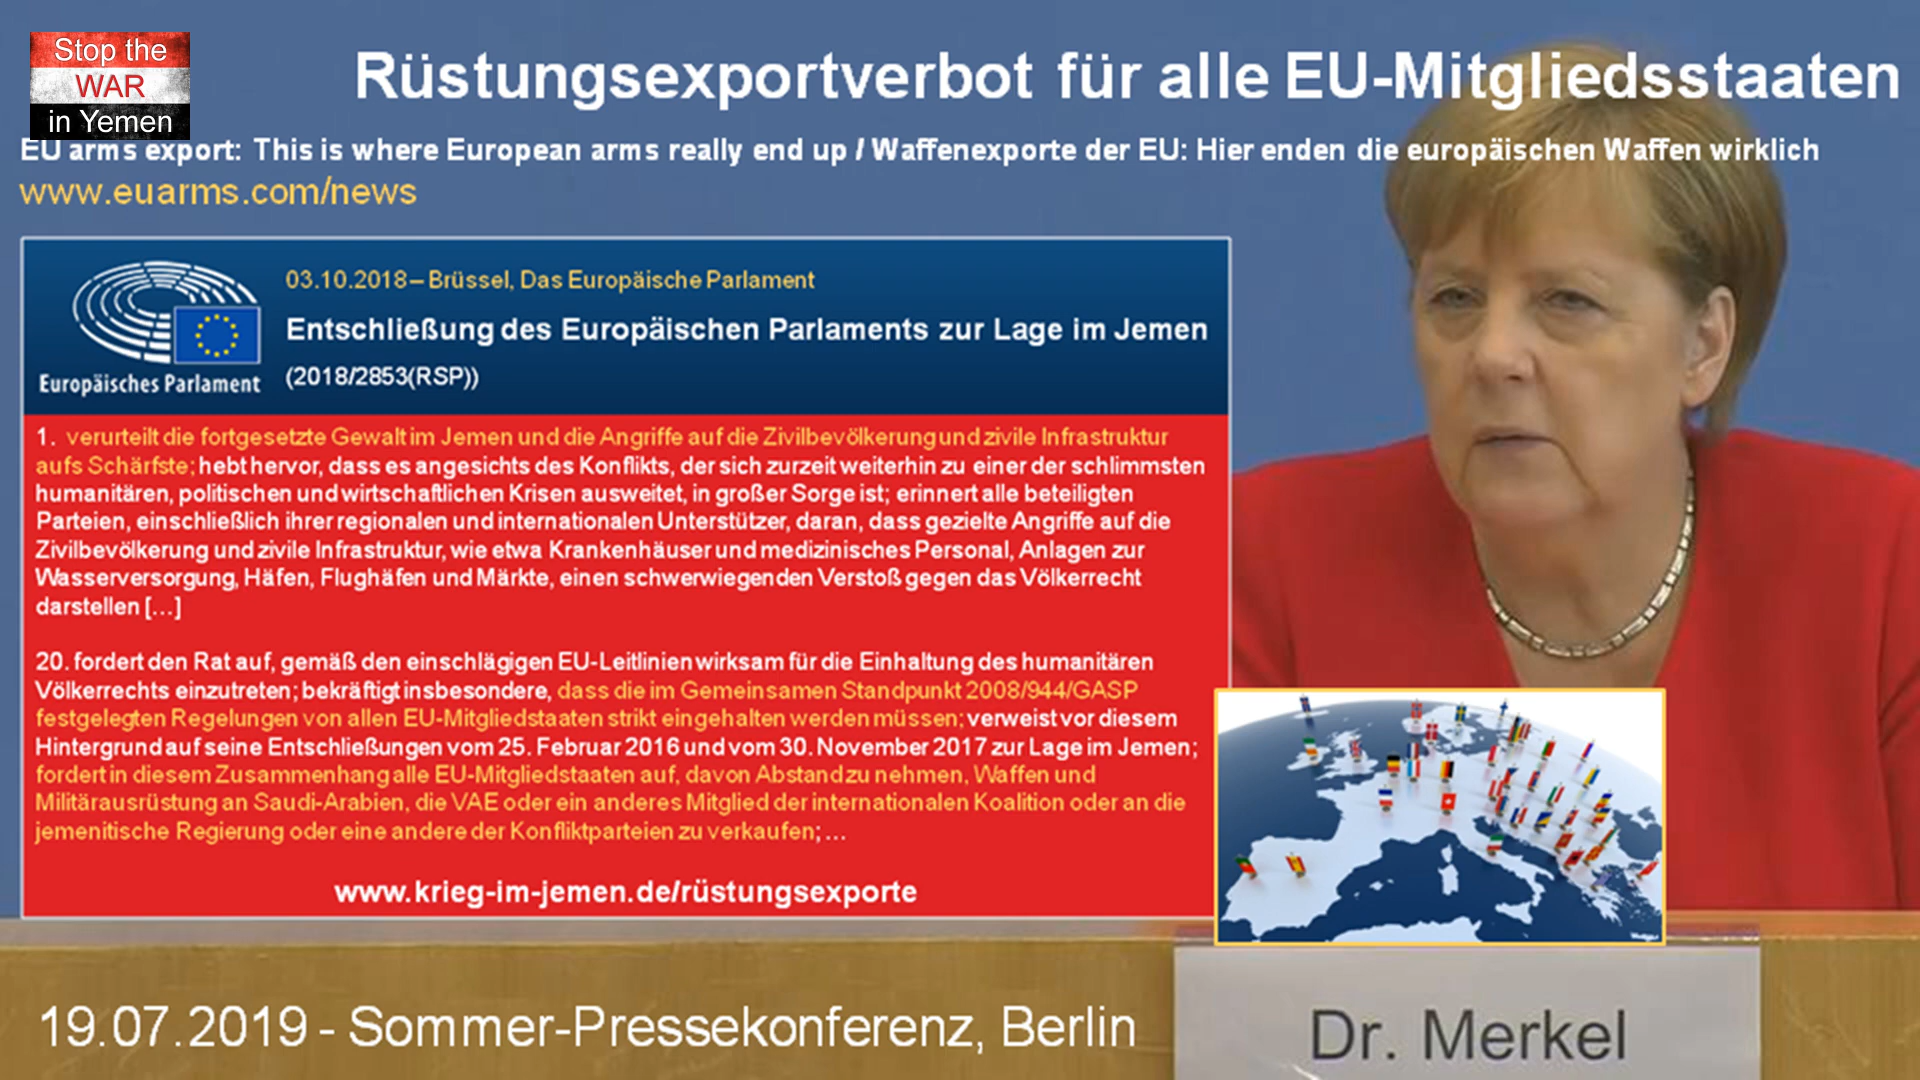 Stop the
WAR
in Yemen
Rüstungsexportverbot für alle EU-Mitgliedsstaaten
EU arms export: This is where European arms really end up / Waffenexporte der EU: Hier enden die europäischen Waffen wirklich
www.euarms.com/news
03.10.2018 – Brüssel, Das Europäische Parlament
Entschließung des Europäischen Parlaments zur Lage im Jemen
(2018/2853(RSP))
Europäisches Parlament
1. verurteilt die fortgesetzte Gewalt im Jemen und die Angriffe auf die Zivilbevölkerung und zivile Infrastruktur
aufs Schärfste; hebt hervor, dass es angesichts des Konflikts, der sich zurzeit weiterhin zu einer der schlimmsten
humanitären, politischen und wirtschaftlichen Krisen ausweitet, in großer Sorge ist; erinnert alle beteiligten
Parteien, einschließlich ihrer regionalen und internationalen Unterstützer, daran, dass gezielte Angriffe auf die
Zivilbevölkerung und zivile Infrastruktur, wie etwa Krankenhäuser und medizinisches Personal, Anlagen zur
Wasserversorgung, Häfen, Flughäfen und Märkte, einen schwerwiegenden Verstoß gegen das Völkerrecht
darstellen [...]
20. fordert den Rat auf, gemäß den einschlägigen EU-Leitlinien wirksam für die Einhaltung des humanitären
Völkerrechts einzutreten; bekräftigt insbesondere, dass die im Gemeinsamen Standpunkt 2008/944/GASP
festgelegten Regelungen von allen EU-Mitgliedstaaten strikt eingehalten werden müssen; verweist vor diesem
Hintergrund auf seine Entschließungen vom 25. Februar 2016 und vom 30. November 2017 zur Lage im Jemen;
fordert in diesem Zusammenhang alle EU-Mitgliedstaaten auf, davon Abstand zu nehmen, Waffen und
Militärausrüstung an Saudi-Arabien, die VAE oder ein anderes Mitglied der internationalen Koalition oder an die
jemenitische Regierung oder eine andere der Konfliktparteien zu verkaufen; ...
www.krieg-im-jemen.de/rüstungsexporte
19.07.2019 - Sommer-Pressekonferenz, Berlin
Dr. Merkel